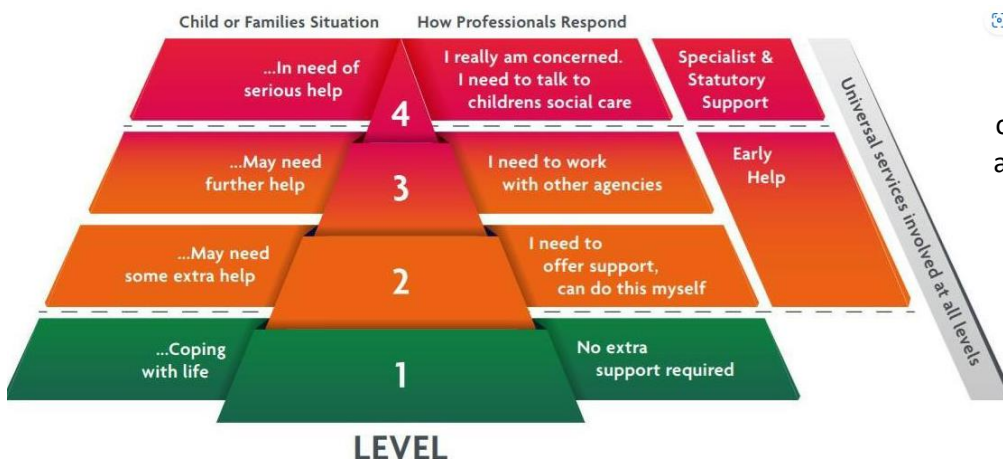 Child or Families Situation
How Professionals Respond
...In need of
serious help
4
I really am concerned.
I need to talk to
childrens social care
Specialist &
Statutory
Support
...May need
further help
3
I need to work
with other agencies
Early
Help
...May need
some extra help
2
I need to
offer support,
can do this myself
...Coping
with life
1
No extra
support required
LEVEL
Universal services involved at all levels